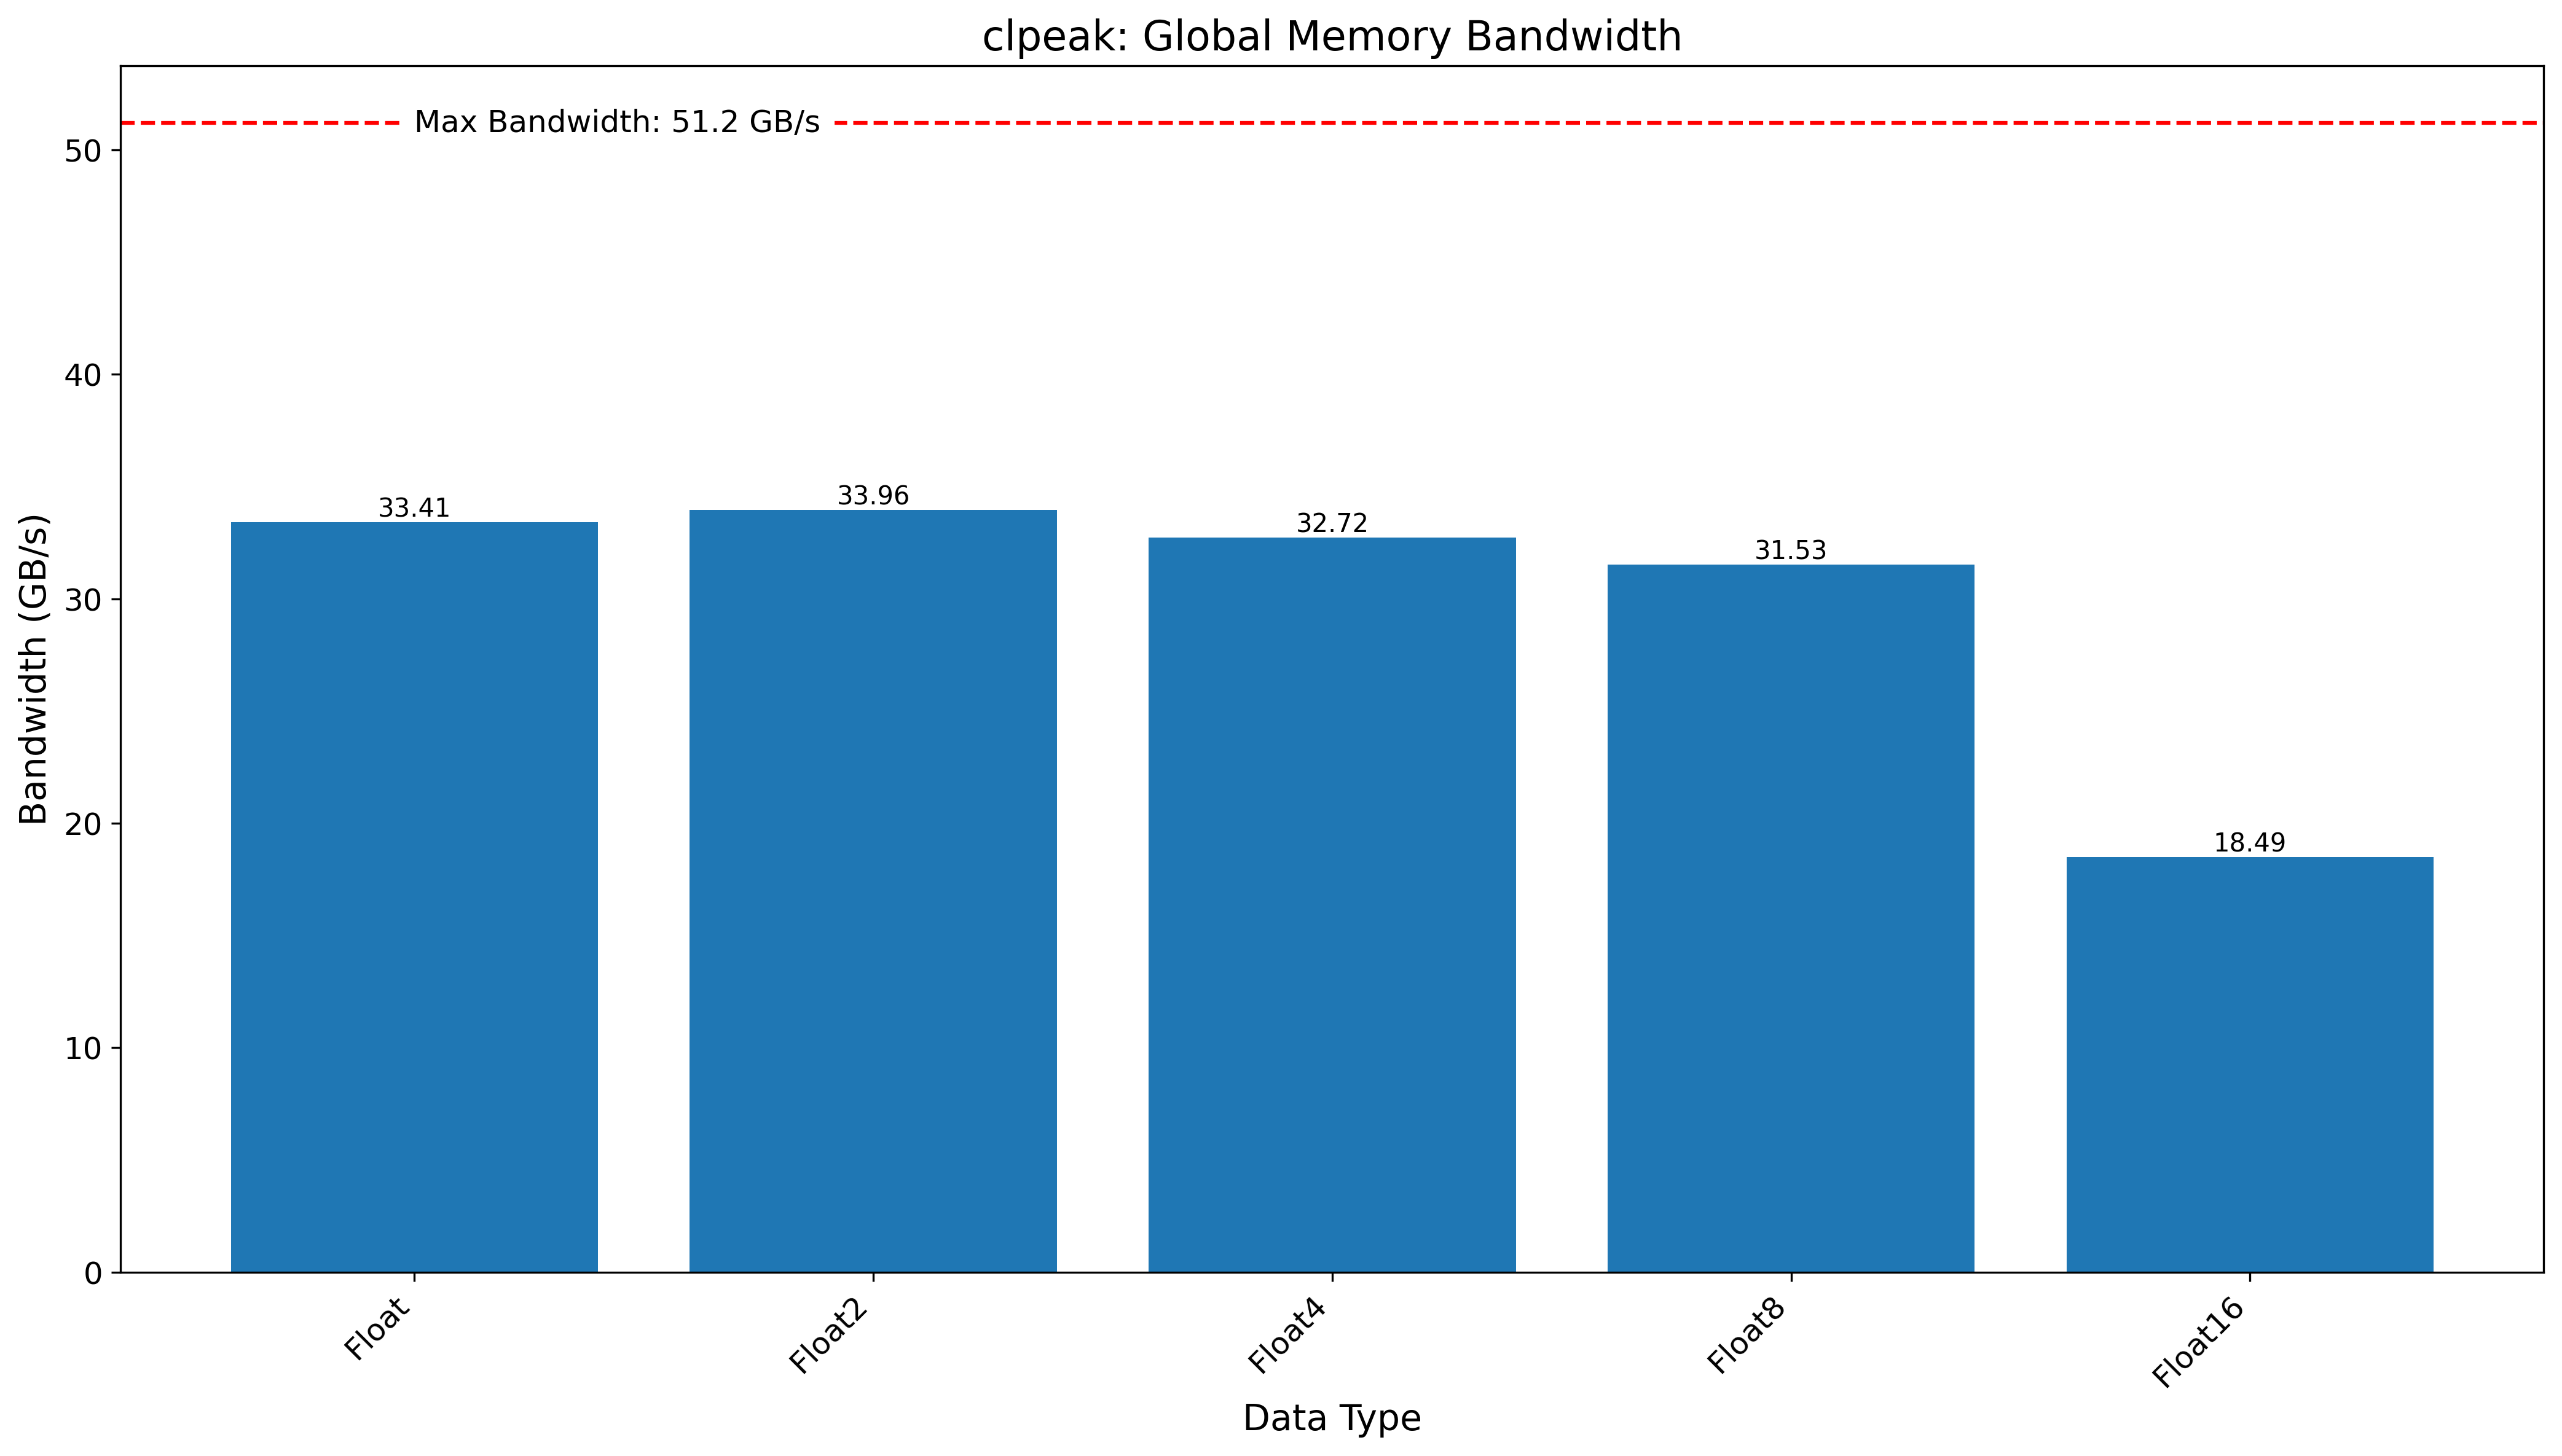 clpeak: Global Memory Bandwidth
Max Bandwidth: 51.2 GB/s
Bandwidth (GB/s)
50
40
30
20
10
0
33.41
33.96
32.72
31.53
18.49
Float
Float2
Float4
Float8
Float16
Data Type